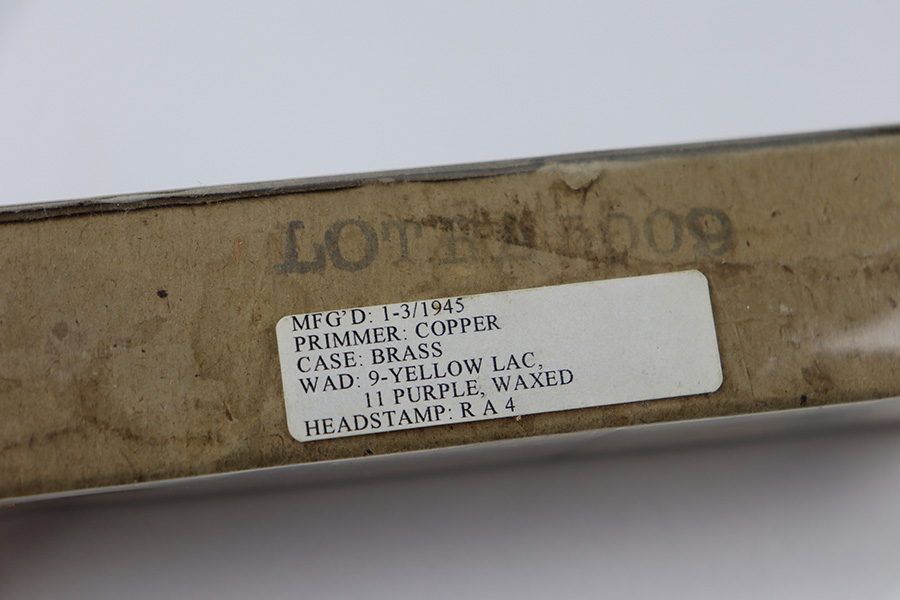 LOT
MFG'D: 1-3/1945
PRIMMER: COPPER
CASE: BRASS
WAD: 9-YELLOW LAC,
11 PURPLE, WAXED
HEADSTAMP: R A 4